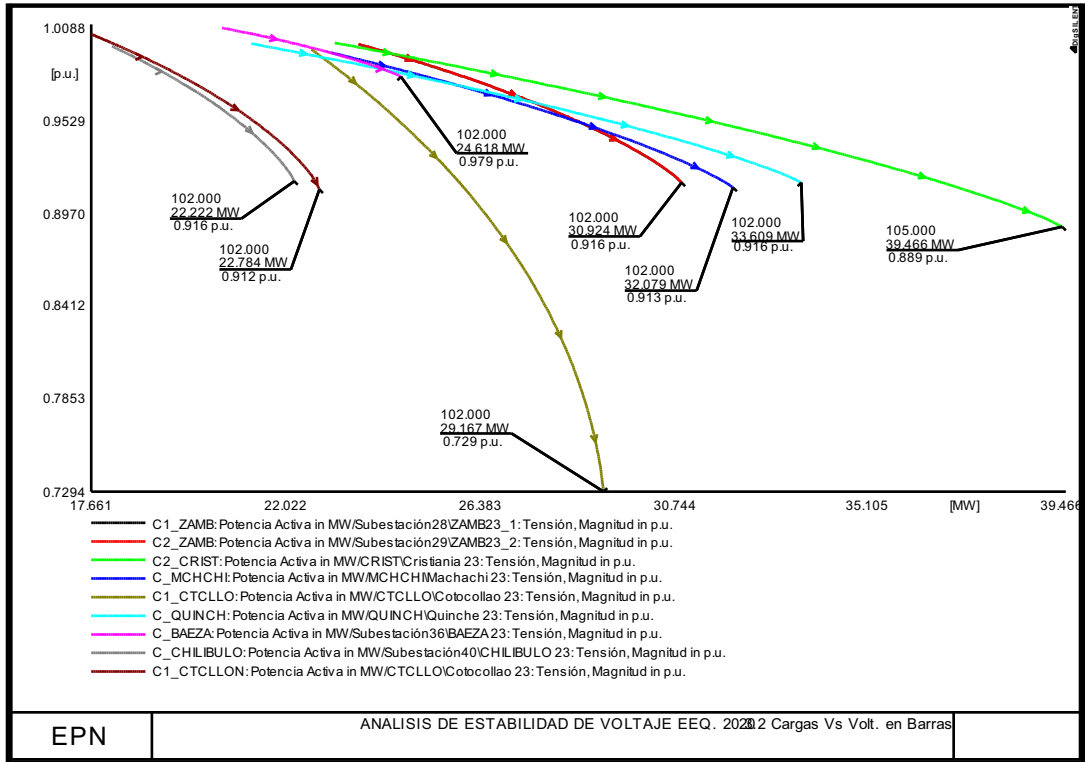 DIgSILENT
1.0088
[p.u.]
0.9529
0.8970
0.8412
0.7853
0.7294
102.000
24.618 MW
0.979 p.u.
102.000
22.222 MW
0.916 p.u.
102.000
22.784 MW
0.912 p.u.
102.000
30.924 MW
0.916 p.u.
102.000
32.079 MW
0.913 p.u.
102.000
33.609 MW
0.916 p.u.
105.000
39.466 MW
0.889 p.u.
102.000
29.167 MW
0.729 p.u.
17.661 22.022 26.383 30.744 35.105 [MW] 39.466
C1_ZAMB: Potencia Activa in MW/Subestación28\ZAMB23_1: Tensión, Magnitud in p.u.
C2_ZAMB: Potencia Activa in MW/Subestación29\ZAMB23_2: Tensión, Magnitud in p.u.
C2_CRIST: Potencia Activa in MW/CRIST\Cristiania 23: Tensión, Magnitud in p.u.
C_MCHCHI: Potencia Activa in MW/MCHCHI\Machachi 23: Tensión, Magnitud in p.u.
C1_CTCLLO: Potencia Activa in MW/CTCLLO\Cotocollao 23: Tensión, Magnitud in p.u.
C_QUINCH: Potencia Activa in MW/QUINCH\Quinche 23: Tensión, Magnitud in p.u.
C_BAEZA: Potencia Activa in MW/Subestación36\BAEZA 23: Tensión, Magnitud in p.u.
C_CHILIBULO: Potencia Activa in MW/Subestación40\CHILIBULO 23: Tensión, Magnitud in p.u.
C1_CTCLLON: Potencia Activa in MW/CTCLLO\Cotocollao 23: Tensión, Magnitud in p.u.
EPN
ANALISIS DE ESTABILIDAD DE VOLTAJE EEQ. Cargas Vs Volt. en Barras